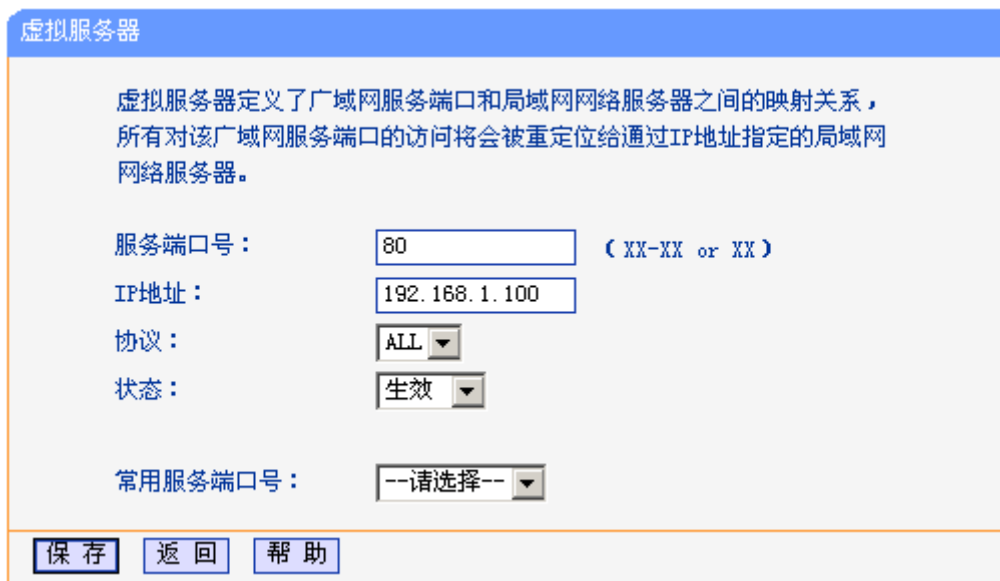 虚拟服务器
虚拟服务器定义了广域网服务端口和局域网网络服务器之间的映射关系，
所有对该广域网服务端口的访问将会被重定位给通过IP地址指定的局域网
网络服务器。
服务端口号： 80 （XX-XX or XX）
IP地址： 192.168.1.100
协议： ALL
状态： 生效
常用服务端口号： --请选择--
保 存 返 回 帮 助